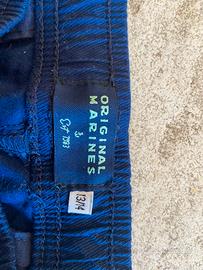 ORIGINAL
MARINES
Est 1983
13/14